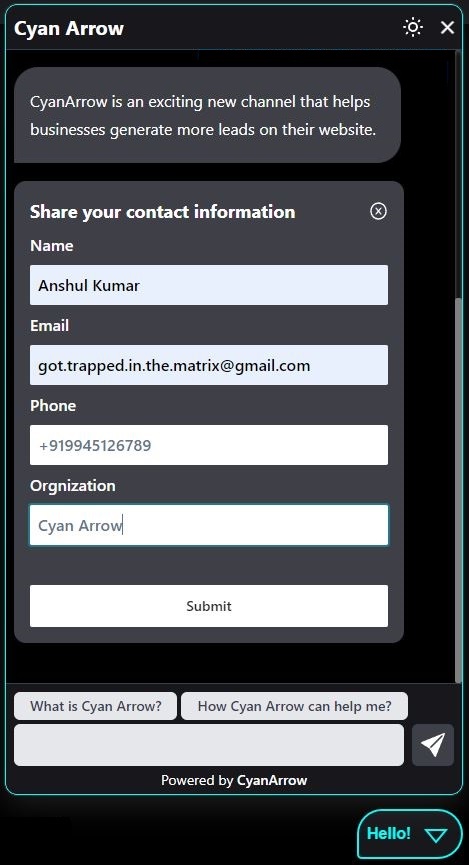 Cyan Arrow
CyanArrow is an exciting new channel that helps
businesses generate more leads on their website.
Share your contact information
Name
Anshul Kumar
Email
got.trapped.in.the.matrix@gmail.com
Phone
+919945126789
Orgnization
Cyan Arrow
Submit
What is Cyan Arrow? How Cyan Arrow can help me?
Powered by CyanArrow
Hello!